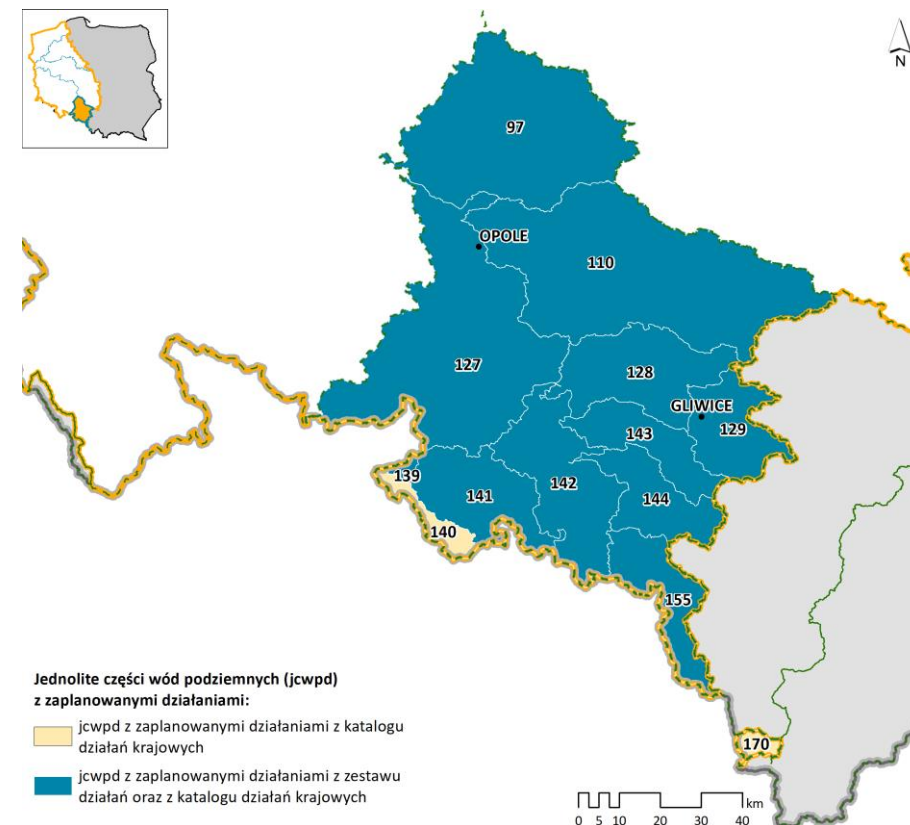 N
97
OPOLE
110
127
128
GLIWICE
129
143
139
141
142
144
140
155
170
Jednolite części wód podziemnych (jcwpd)
z zaplanowanymi działaniami:
jcwpd z zaplanowanymi działaniami z katalogu
działań krajowych
jcwpd z zaplanowanymi działaniami z zestawu
działań oraz z katalogu działań krajowych
km
0 5 10 20 30 40